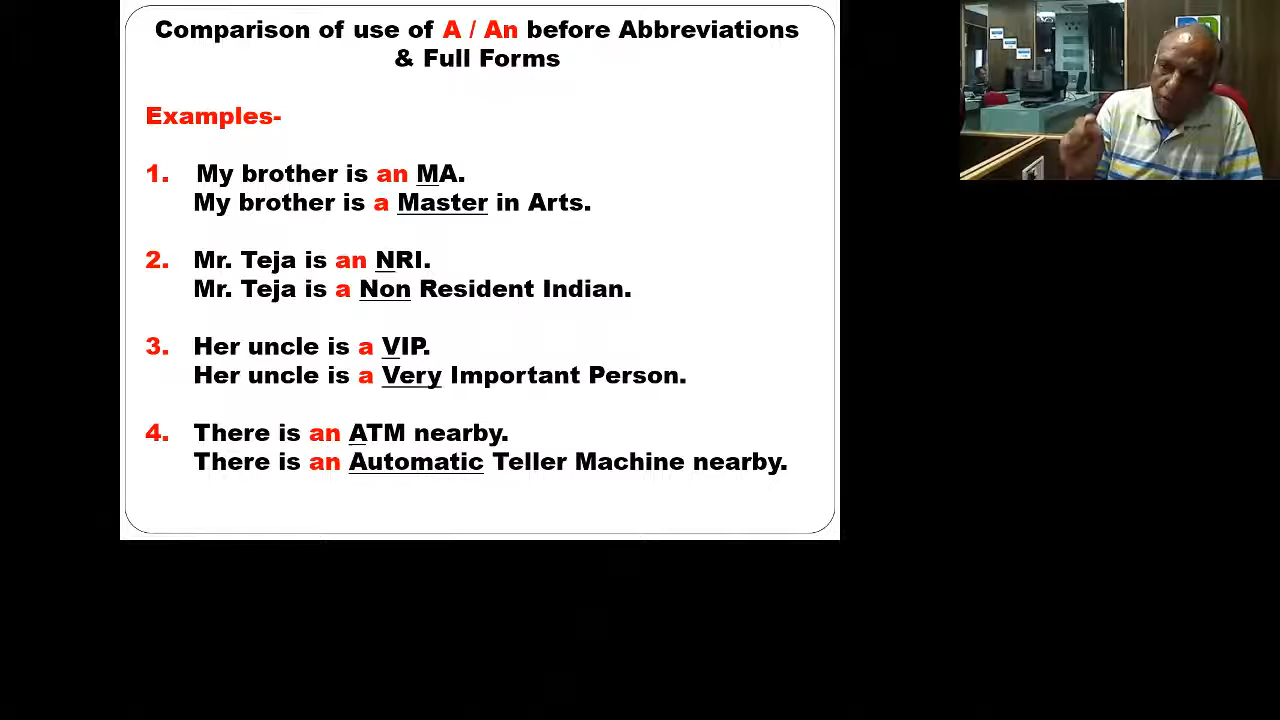 Comparison of use of A / An before Abbreviations
& Full Forms
Examples-
1. My brother is an MA.
My brother is a Master in Arts.
2. Mr. Teja is an NRI.
Mr. Teja is a Non Resident Indian.
3. Her uncle is a VIP.
Her uncle is a Very Important Person.
4. There is an ATM nearby.
There is an Automatic Teller Machine nearby.